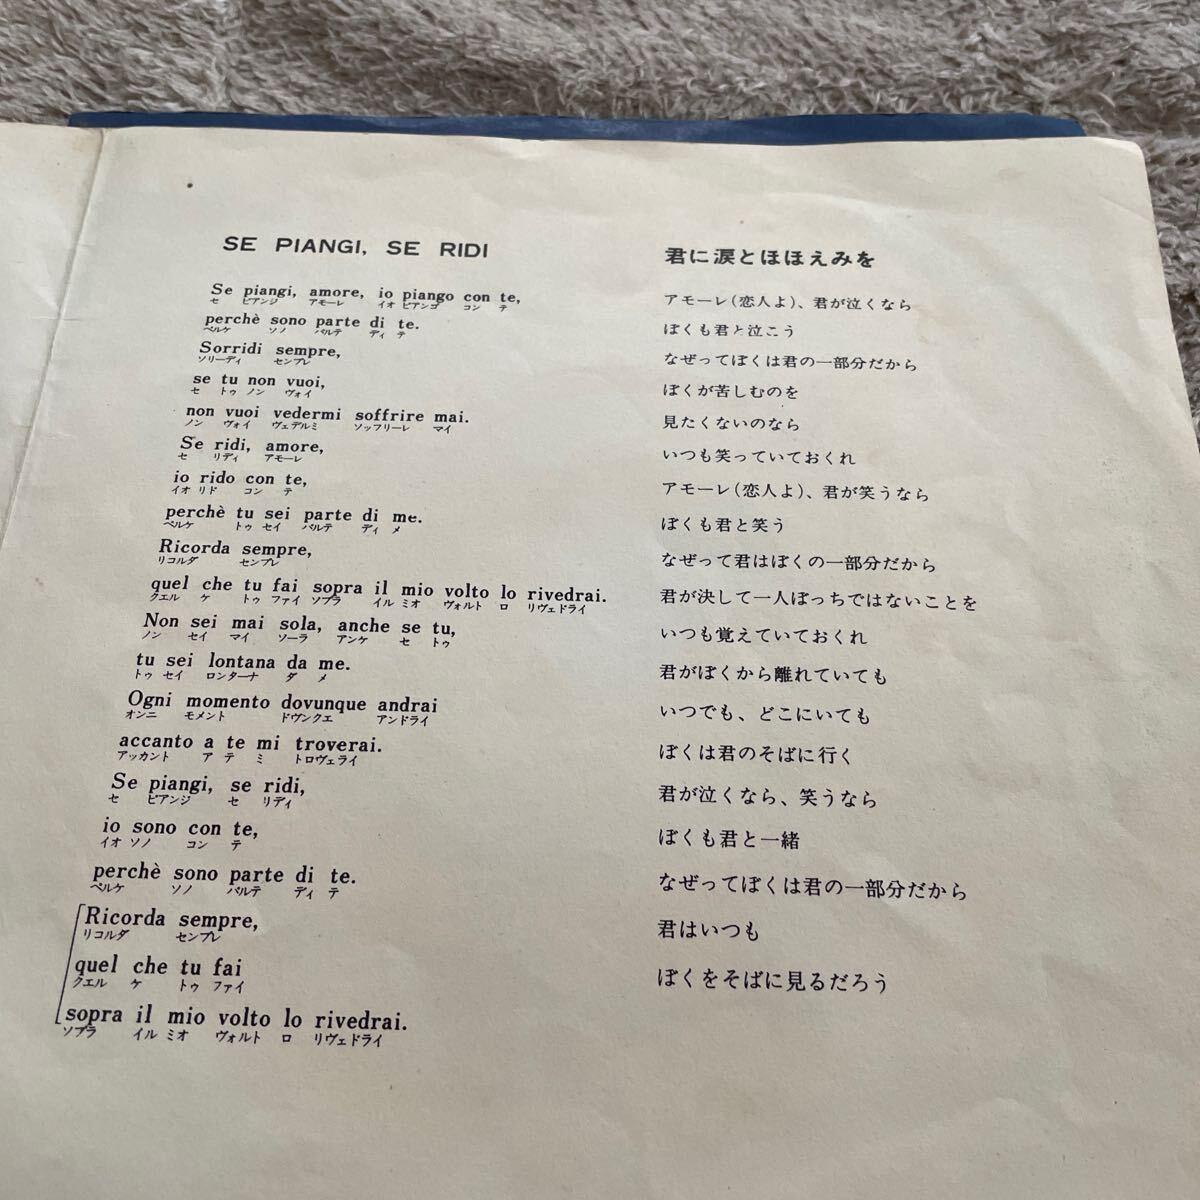 SE PIANGI, SE RIDI
Se piangi, amore, io piango con te,
セ ピアンジ アモーレ イオ ピアンゴ コン テ
perchè sono parte di te.
ペルケ ソノ パルテ ディ テ
Sorridi sempre,
ソリーディ センプレ
se tu non vuoi,
セ トゥ ノン ヴォイ
non vuoi vedermi soffrire mai.
ノン ヴォイ ヴェデルミ ソッフリーレ マイ
Se ridi, amore,
セ リディ アモーレ
io rido con te,
イオ リド コン テ
perchè tu sei parte di me.
ペルケ トゥ セイ パルテ ディ メ
Ricorda sempre,
リコルダ センプレ
quel che tu fai sopra il mio volto lo rivedrai.
クエル ケ トゥ ファイ ソプラ イル ミオ ヴォルト ロ リヴェドライ
Non sei mai sola, anche se tu,
ノン セイ マイ ソーラ アンケ セ トゥ
tu sei lontana da me.
トゥ セイ ロンターナ ダ メ
Ogni momento dovunque andrai
オンニ モメント ドヴンクエ アンドライ
accanto a te mi troverai.
アッカント ア テ ミ トロヴェライ
Se piangi, se ridi,
セ ピアンジ セ リディ
io sono con te,
イオ ソノ コン テ
perchè sono parte di te.
ペルケ ソノ パルテ ディ テ
Ricorda sempre,
リコルダ センプレ
quel che tu fai
クエル ケ トゥ ファイ
sopra il mio volto lo rivedrai.
ソプラ イル ミオ ヴォルト ロ リヴェドライ
君に涙とほほえみを
アモーレ(恋人よ)、君が泣くなら
ぼくも君と泣こう
なぜってぼくは君の一部分だから
ぼくが苦しむのを
見たくないのなら
いつも笑っていておくれ
アモーレ(恋人よ)、君が笑うなら
ぼくも君と笑う
なぜって君はぼくの一部分だから
君が決して一人ぼっちではないことを
いつも覚えていておくれ
君がぼくから離れていても
いつでも、どこにいても
ぼくは君のそばに行く
君が泣くなら、笑うなら
ぼくも君と一緒
なぜってぼくは君の一部分だから
君はいつも
ぼくをそばに見るだろう